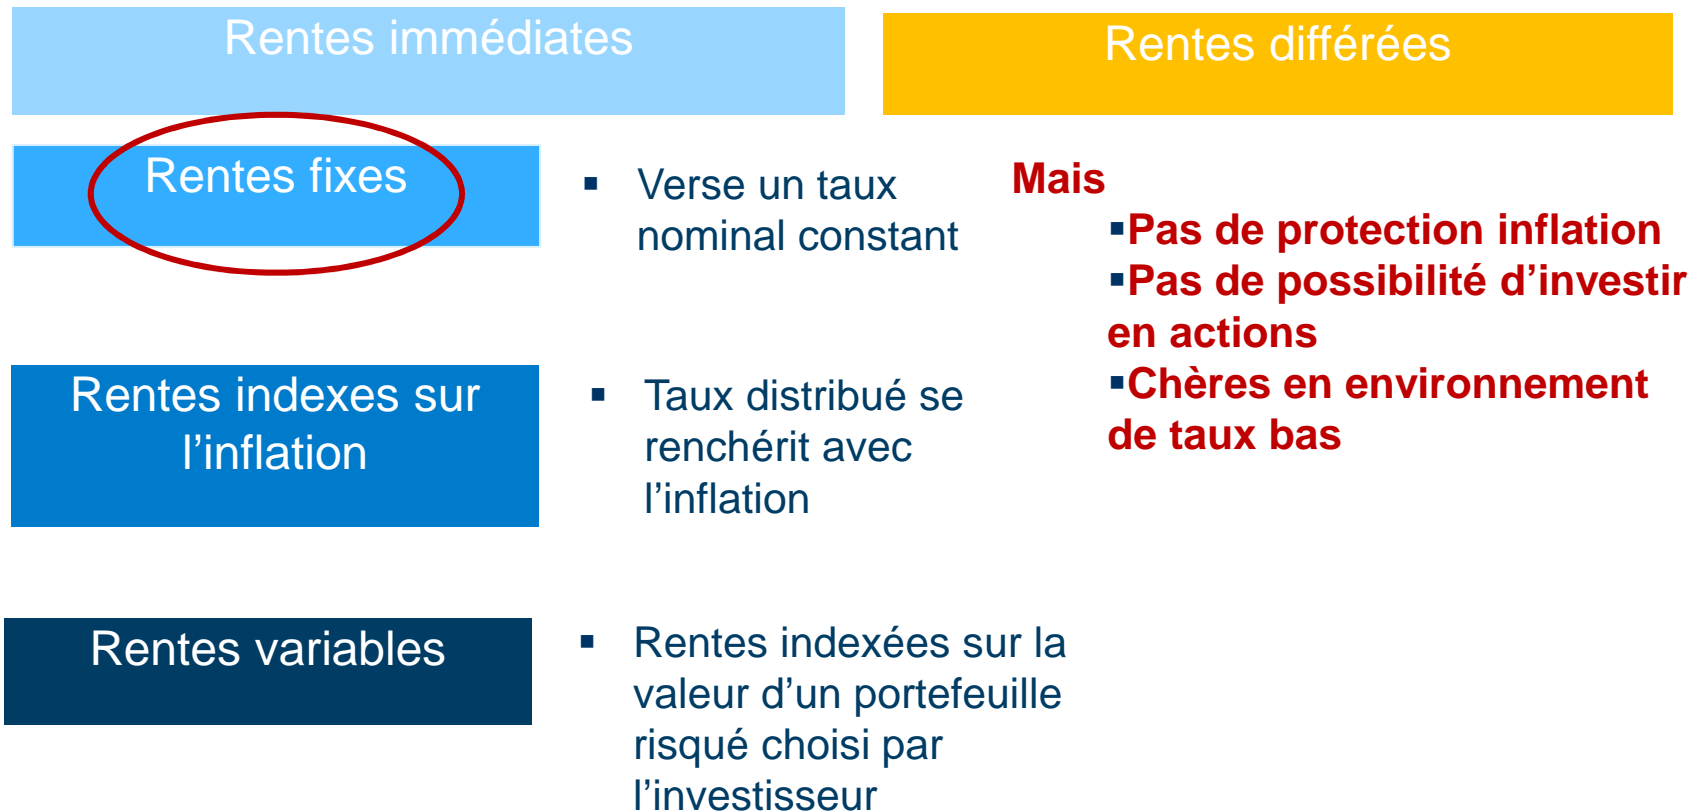 Rentes immédiates
Rentes différées
Rentes fixes
▪ Verse un taux
nominal constant
Mais
▪Pas de protection inflation
▪Pas de possibilité d’investir
en actions
▪Chères en environnement
de taux bas
Rentes indexes sur
l’inflation
▪ Taux distribué se
renchérit avec
l’inflation
Rentes variables
▪ Rentes indexées sur la
valeur d’un portefeuille
risqué choisi par
l’investisseur